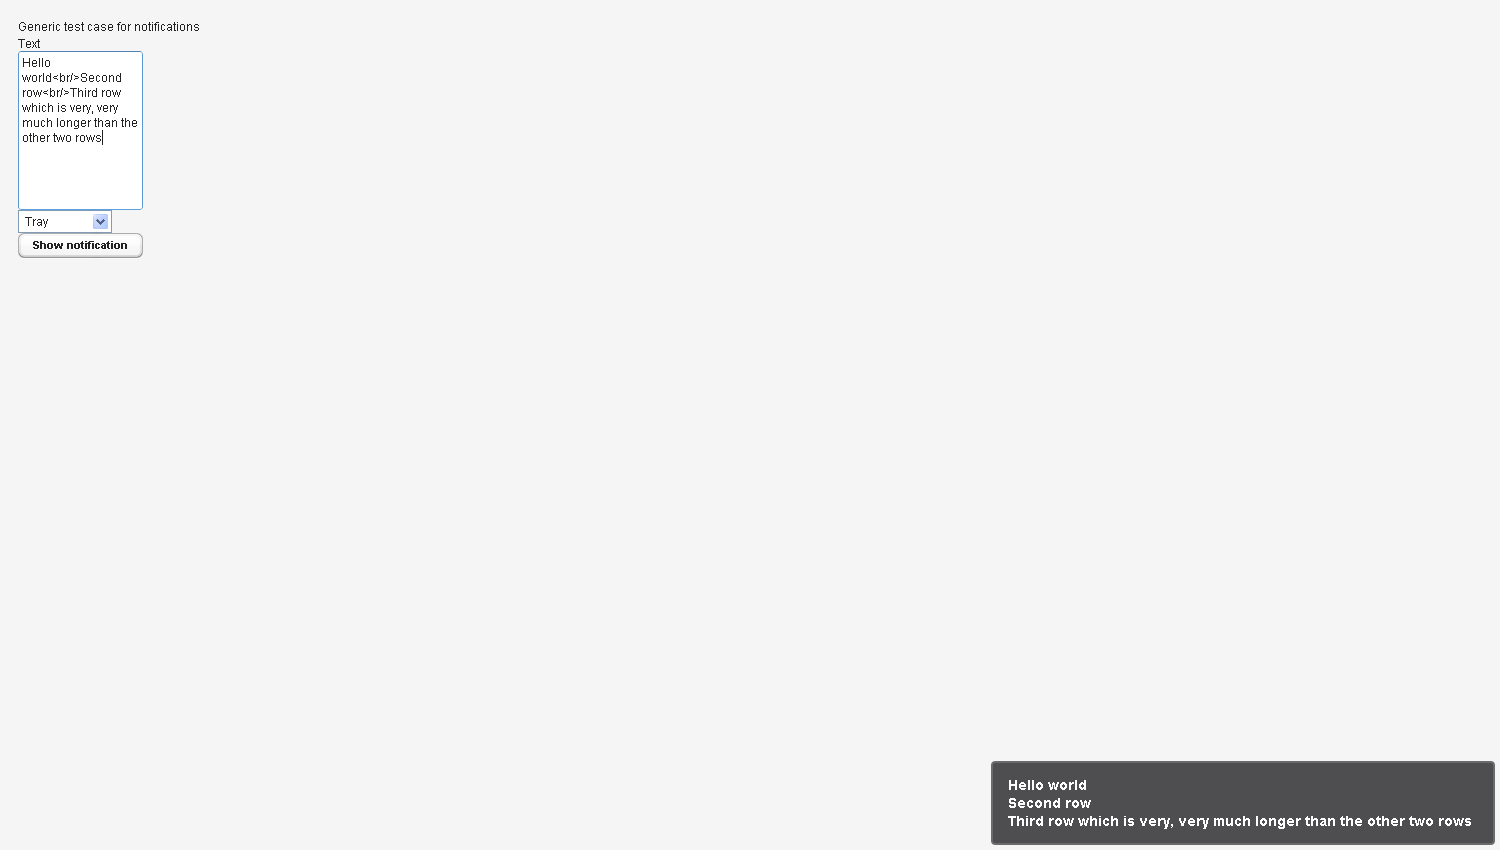 Generic test case for notifications
Text
Hello
world<br/>Second
row<br/>Third row
which is very, very
much longer than the
other two rows
Tray
Show notification
Hello world
Second row
Third row which is very, very much longer than the other two rows